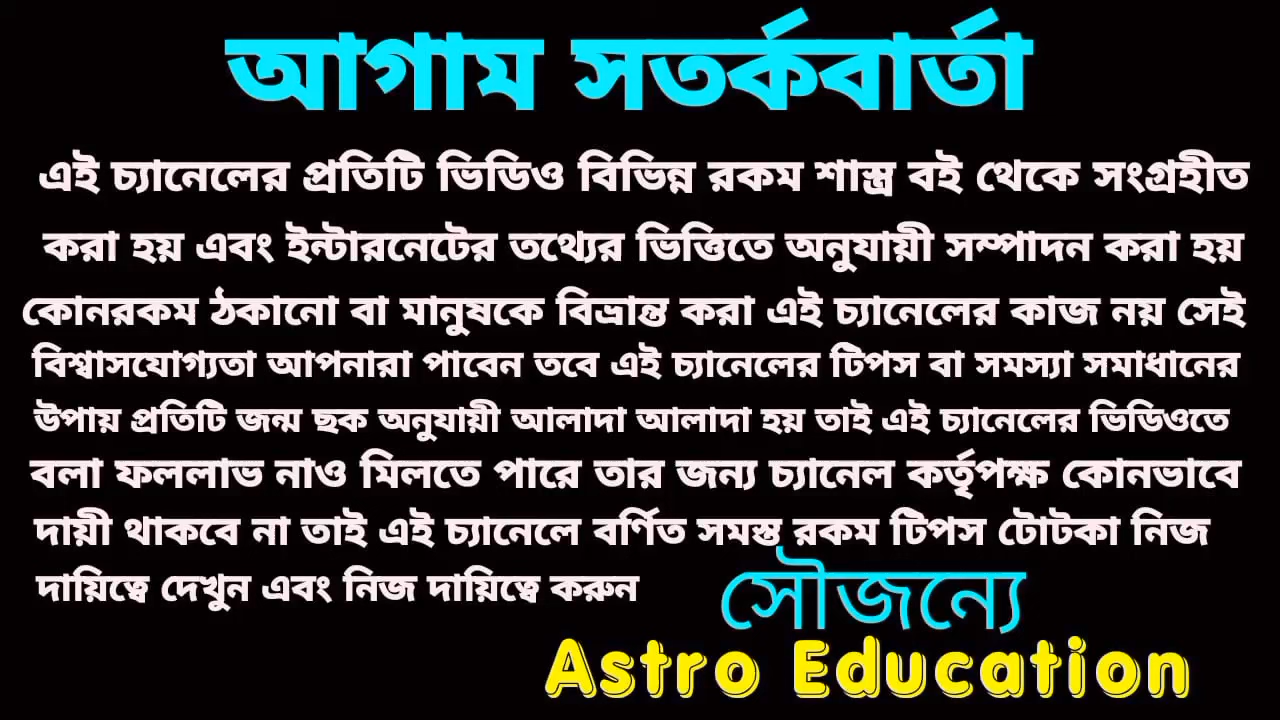 আগাম সতর্কবার্তা
এই চ্যানেলের প্রতিটি ভিডিও বিভিন্ন রকম শাস্ত্র বই থেকে সংগ্রহীত
করা হয় এবং ইন্টারনেটের তথ্যের ভিত্তিতে অনুযায়ী সম্পাদন করা হয়
কোনরকম ঠকানো বা মানুষকে বিভ্রান্ত করা এই চ্যানেলের কাজ নয় সেই
বিশ্বাসযোগ্যতা আপনারা পাবেন তবে এই চ্যানেলের টিপস বা সমস্যা সমাধানের
উপায় প্রতিটি জন্ম ছক অনুযায়ী আলাদা আলাদা হয় তাই এই চ্যানেলের ভিডিওতে
বলা ফললাভ নাও মিলতে পারে তার জন্য চ্যানেল কর্তৃপক্ষ কোনভাবে
দায়ী থাকবে না তাই এই চ্যানেলে বর্ণিত সমস্ত রকম টিপস টোটকা নিজ
দায়িত্বে দেখুন এবং নিজ দায়িত্বে করুন
সৌজন্যে
Astro Education